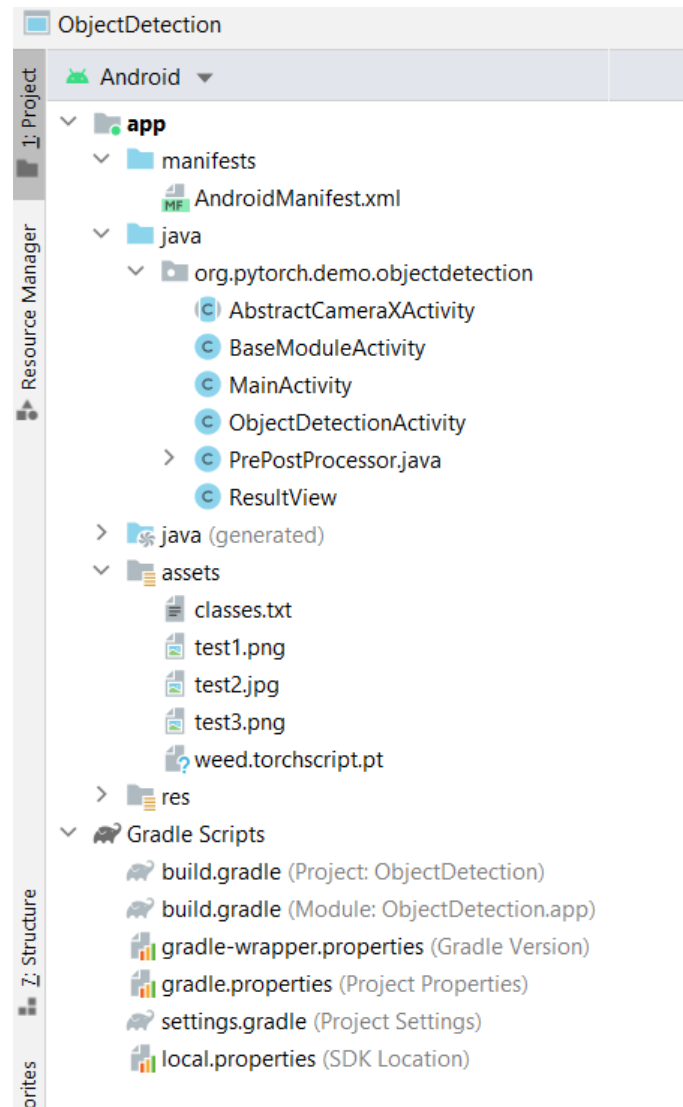 ObjectDetection
Android
1: Project
Resource Manager
Z: Structure
app
manifests
MF AndroidManifest.xml
java
org.pytorch.demo.objectdetection
C AbstractCameraXActivity
C BaseModuleActivity
C MainActivity
C ObjectDetectionActivity
C PrePostProcessor.java
C ResultView
java (generated)
assets
classes.txt
test1.png
test2.jpg
test3.png
? weed.torchscript.pt
res
Gradle Scripts
build.gradle (Project: ObjectDetection)
build.gradle (Module: ObjectDetection.app)
gradle-wrapper.properties (Gradle Version)
gradle.properties (Project Properties)
settings.gradle (Project Settings)
local.properties (SDK Location)